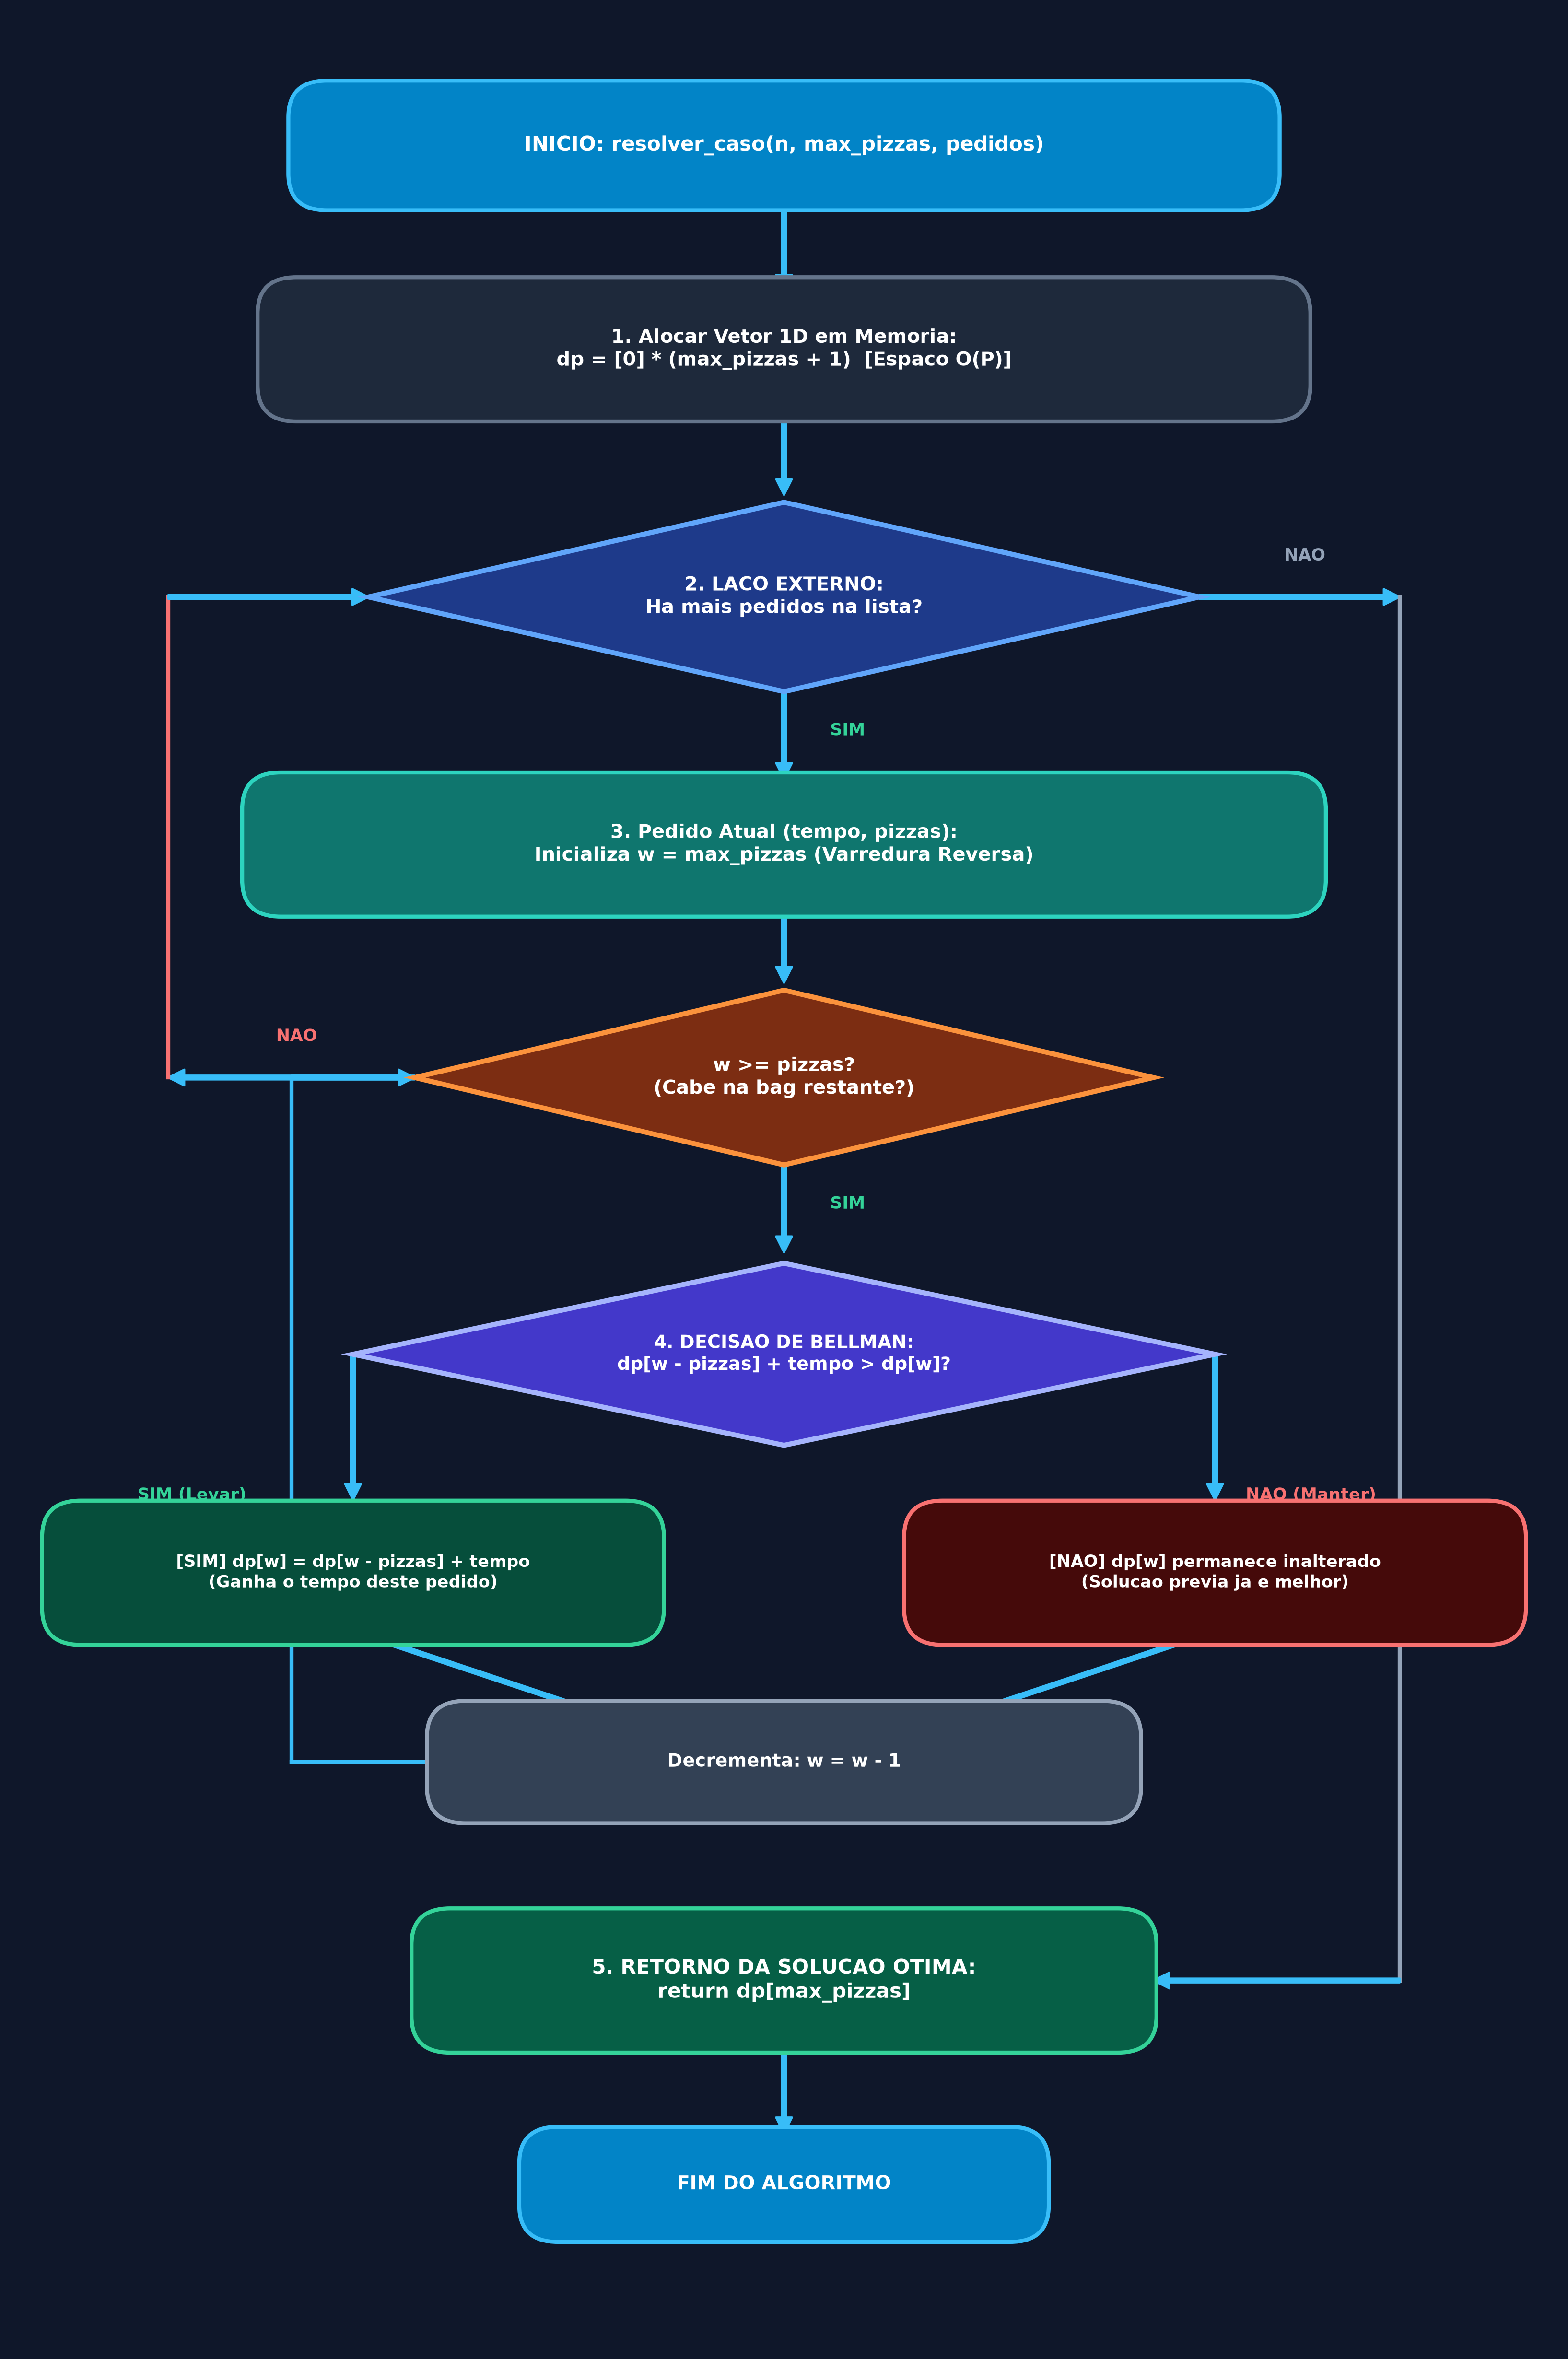 INICIO: resolver_caso(n, max_pizzas, pedidos)
1. Alocar Vetor 1D em Memoria:
dp = [0] * (max_pizzas + 1)  [Espaco O(P)]
NAO
2. LACO EXTERNO:
Ha mais pedidos na lista?
SIM
3. Pedido Atual (tempo, pizzas):
Inicializa w = max_pizzas (Varredura Reversa)
NAO
w >= pizzas?
(Cabe na bag restante?)
SIM
4. DECISAO DE BELLMAN:
dp[w - pizzas] + tempo > dp[w]?
SIM (Levar)
NAO (Manter)
[SIM] dp[w] = dp[w - pizzas] + tempo
(Ganha o tempo deste pedido)
[NAO] dp[w] permanece inalterado
(Solucao previa ja e melhor)
Decrementa: w = w - 1
5. RETORNO DA SOLUCAO OTIMA:
return dp[max_pizzas]
FIM DO ALGORITMO